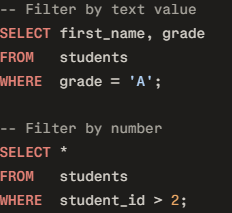 -- Filter by text value
SELECT first_name, grade
FROM   students
WHERE  grade = 'A';

-- Filter by number
SELECT *
FROM   students
WHERE  student_id > 2;